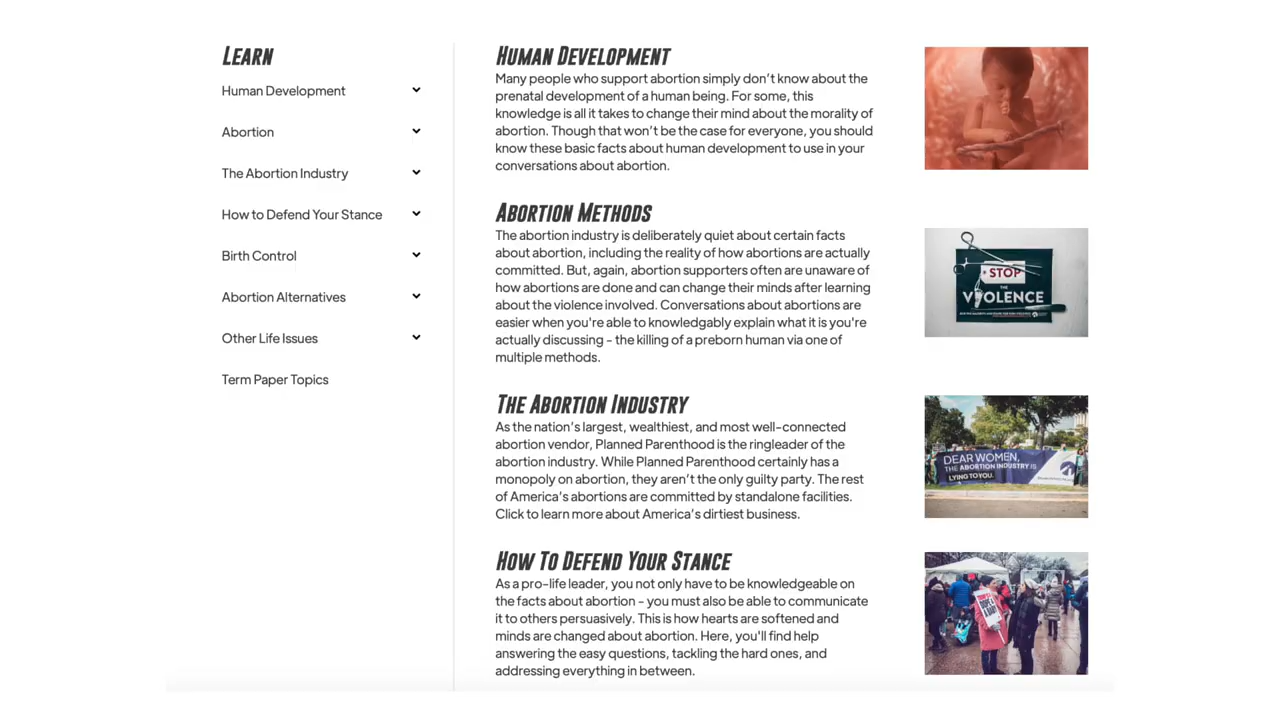 LEARN
Human Development
Abortion
The Abortion Industry
How to Defend Your Stance
Birth Control
Abortion Alternatives
Other Life Issues
Term Paper Topics
HUMAN DEVELOPMENT
Many people who support abortion simply don't know about the
prenatal development of a human being. For some, this
knowledge is all it takes to change their mind about the morality of
abortion. Though that won't be the case for everyone, you should
know these basic facts about human development to use in your
conversations about abortion.
ABORTION METHODS
The abortion industry is deliberately quiet about certain facts
about abortion, including the reality of how abortions are actually
committed. But, again, abortion supporters often are unaware of
how abortions are done and can change their minds after learning
about the violence involved. Conversations about abortions are
easier when you're able to knowledgably explain what it is you're
actually discussing – the killing of a preborn human via one of
multiple methods.
STOP
THE
VIOLENCE
THE ABORTION INDUSTRY
As the nation's largest, wealthiest, and most well-connected
abortion vendor, Planned Parenthood is the ringleader of the
abortion industry. While Planned Parenthood certainly has a
monopoly on abortion, they aren't the only guilty party. The rest
of America's abortions are committed by standalone facilities.
Click to learn more about America's dirtiest business.
DEAR WOMEN,
THE ABORTION INDUSTRY IS
LYING TO YOU.
HOW TO DEFEND YOUR STANCE
As a pro-life leader, you not only have to be knowledgeable on
the facts about abortion – you must also be able to communicate
it to others persuasively. This is how hearts are softened and
minds are changed about abortion. Here, you'll find help
answering the easy questions, tackling the hard ones, and
addressing everything in between.